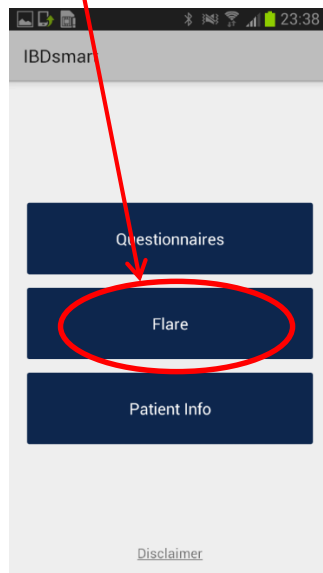 23:38
IBDsmart
Questionnaires
Flare
Patient Info
Disclaimer